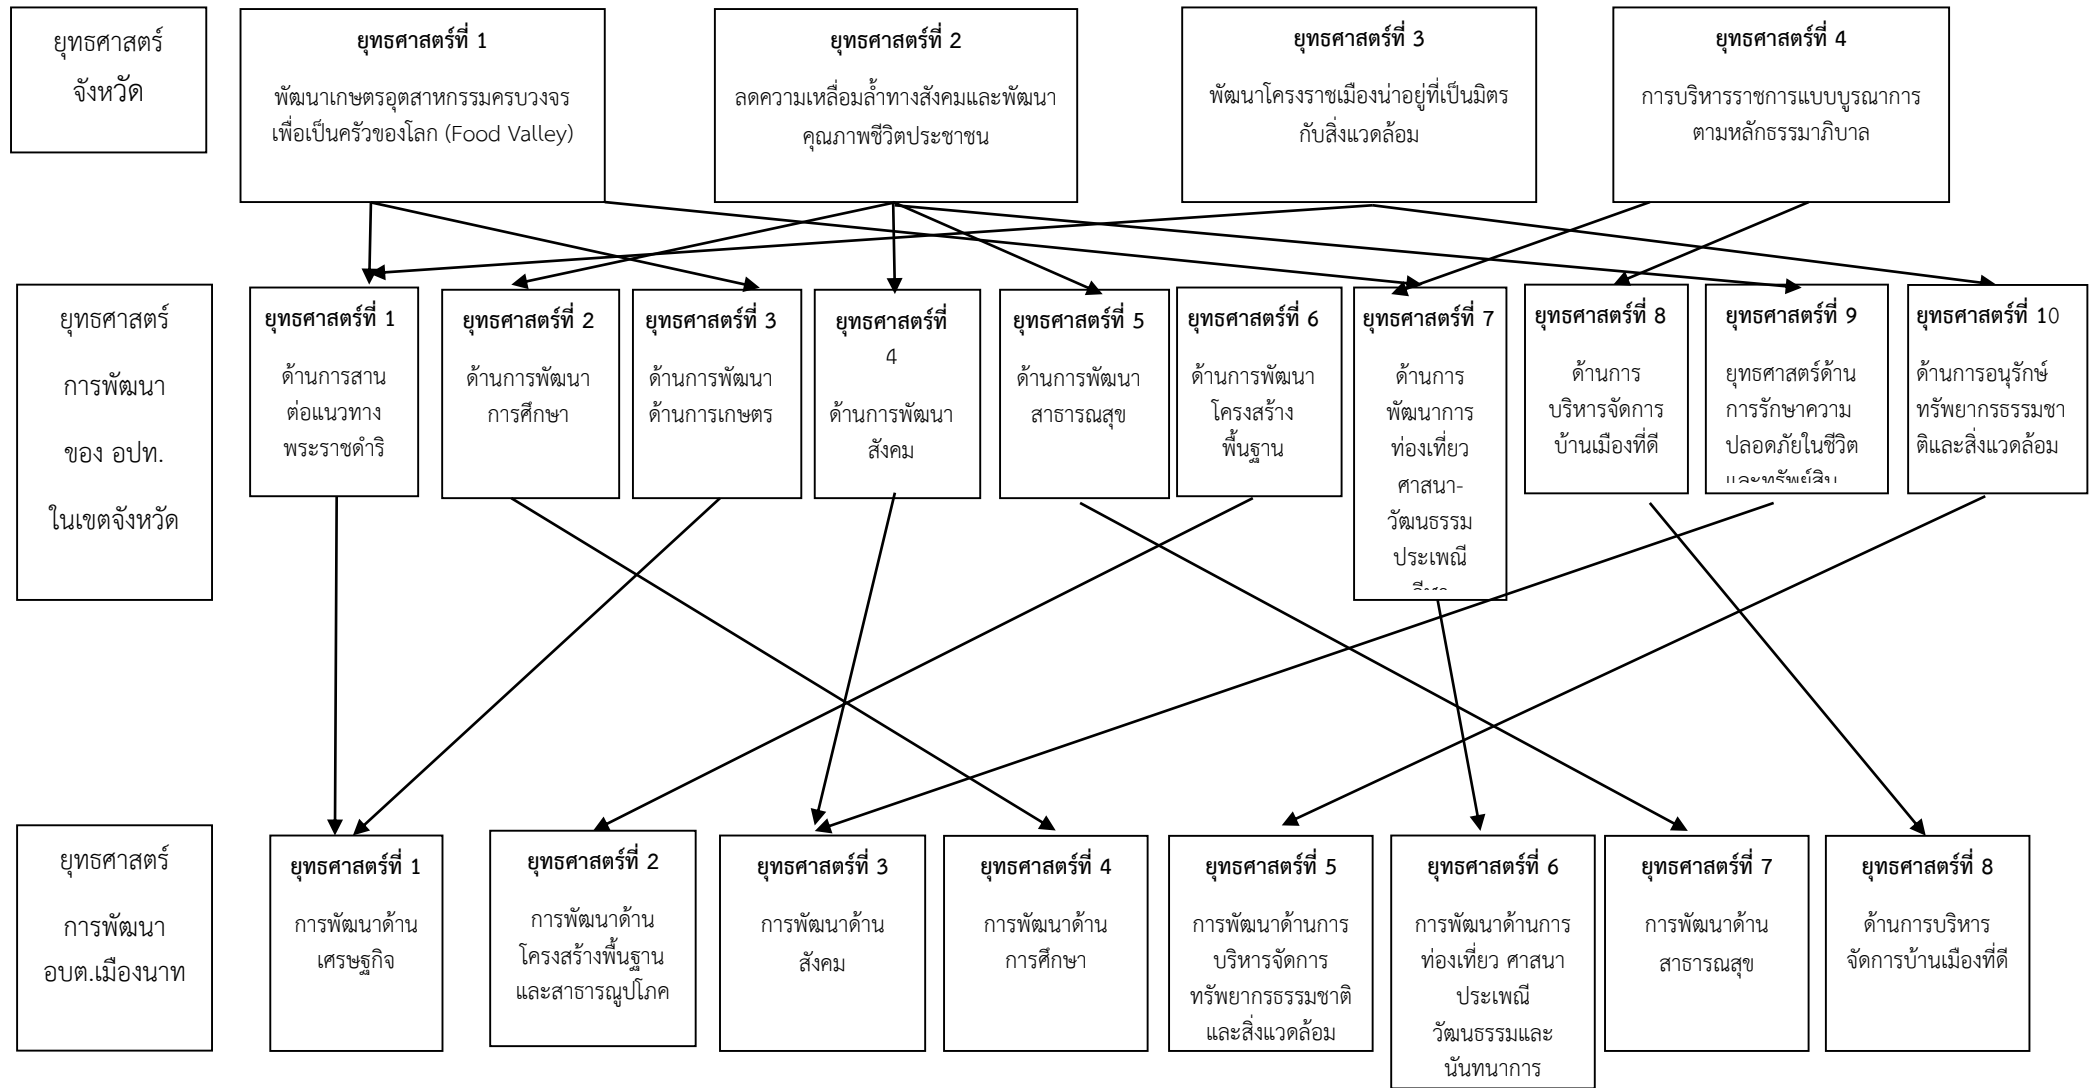 ยุทธศาสตร์
จังหวัด
ยุทธศาสตร์ที่ 1
พัฒนาเกษตรอุตสาหกรรมครบวงจร
เพื่อเป็นครัวของโลก (Food Valley)
ยุทธศาสตร์ที่ 2
ลดความเหลื่อมล้ำทางสังคมและพัฒนา
คุณภาพชีวิตประชาชน
ยุทธศาสตร์ที่ 3
พัฒนาโครงราชเมืองน่าอยู่ที่เป็นมิตร
กับสิ่งแวดล้อม
ยุทธศาสตร์ที่ 4
การบริหารราชการแบบบูรณาการ
ตามหลักธรรมาภิบาล
ยุทธศาสตร์
การพัฒนา
ของ อปท.
ในเขตจังหวัด
ยุทธศาสตร์ที่ 1
ด้านการสาน
ต่อแนวทาง
พระราชดำริ
ยุทธศาสตร์ที่ 2
ด้านการพัฒนา
การศึกษา
ยุทธศาสตร์ที่ 3
ด้านการพัฒนา
ด้านการเกษตร
ยุทธศาสตร์ที่
4
ด้านการพัฒนา
สังคม
ยุทธศาสตร์ที่ 5
ด้านการพัฒนา
สาธารณสุข
ยุทธศาสตร์ที่ 6
ด้านการพัฒนา
โครงสร้าง
พื้นฐาน
ยุทธศาสตร์ที่ 7
ด้านการ
พัฒนาการ
ท่องเที่ยว
ศาสนา-
วัฒนธรรม
ประเพณี
ยุทธศาสตร์ที่ 8
ด้านการ
บริหารจัดการ
บ้านเมืองที่ดี
ยุทธศาสตร์ที่ 9
ยุทธศาสตร์ด้าน
การรักษาความ
ปลอดภัยในชีวิต
และทรัพย์สิน
ยุทธศาสตร์ที่ 10
ด้านการอนุรักษ์
ทรัพยากรธรรมชา
ติและสิ่งแวดล้อม
ยุทธศาสตร์
การพัฒนา
อบต.เมืองนาท
ยุทธศาสตร์ที่ 1
การพัฒนาด้าน
เศรษฐกิจ
ยุทธศาสตร์ที่ 2
การพัฒนาด้าน
โครงสร้างพื้นฐาน
และสาธารณูปโภค
ยุทธศาสตร์ที่ 3
การพัฒนาด้าน
สังคม
ยุทธศาสตร์ที่ 4
การพัฒนาด้าน
การศึกษา
ยุทธศาสตร์ที่ 5
การพัฒนาด้านการ
บริหารจัดการ
ทรัพยากรธรรมชาติ
และสิ่งแวดล้อม
ยุทธศาสตร์ที่ 6
การพัฒนาด้านการ
ท่องเที่ยว ศาสนา
ประเพณี
วัฒนธรรมและ
นันทนาการ
ยุทธศาสตร์ที่ 7
การพัฒนาด้าน
สาธารณสุข
ยุทธศาสตร์ที่ 8
ด้านการบริหาร
จัดการบ้านเมืองที่ดี